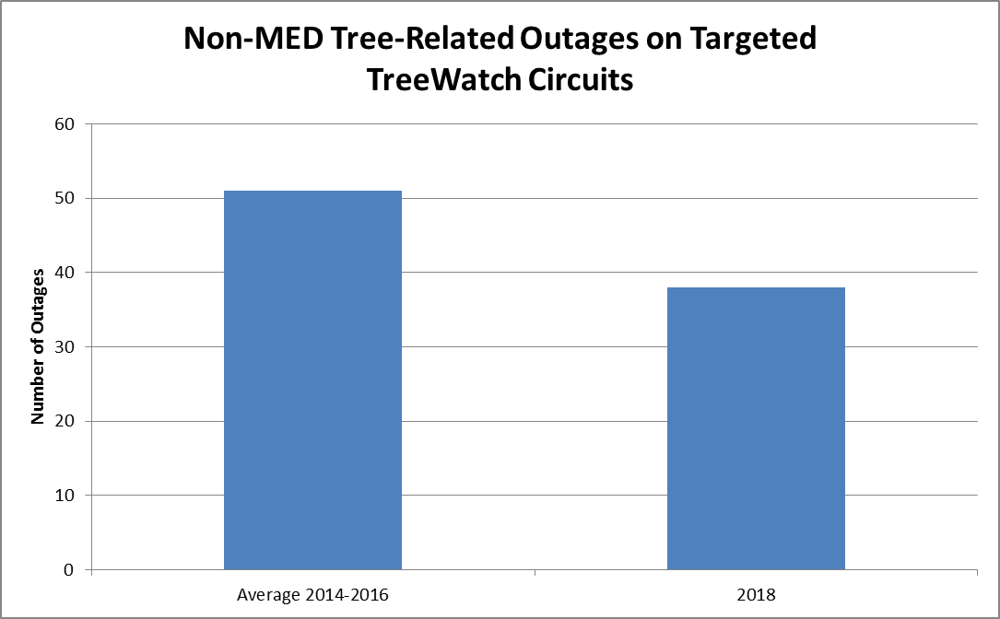 Non-MED Tree-Related Outages on Targeted
TreeWatch Circuits
60
50
40
30
20
10
0
Number of Outages
Average 2014-2016
2018